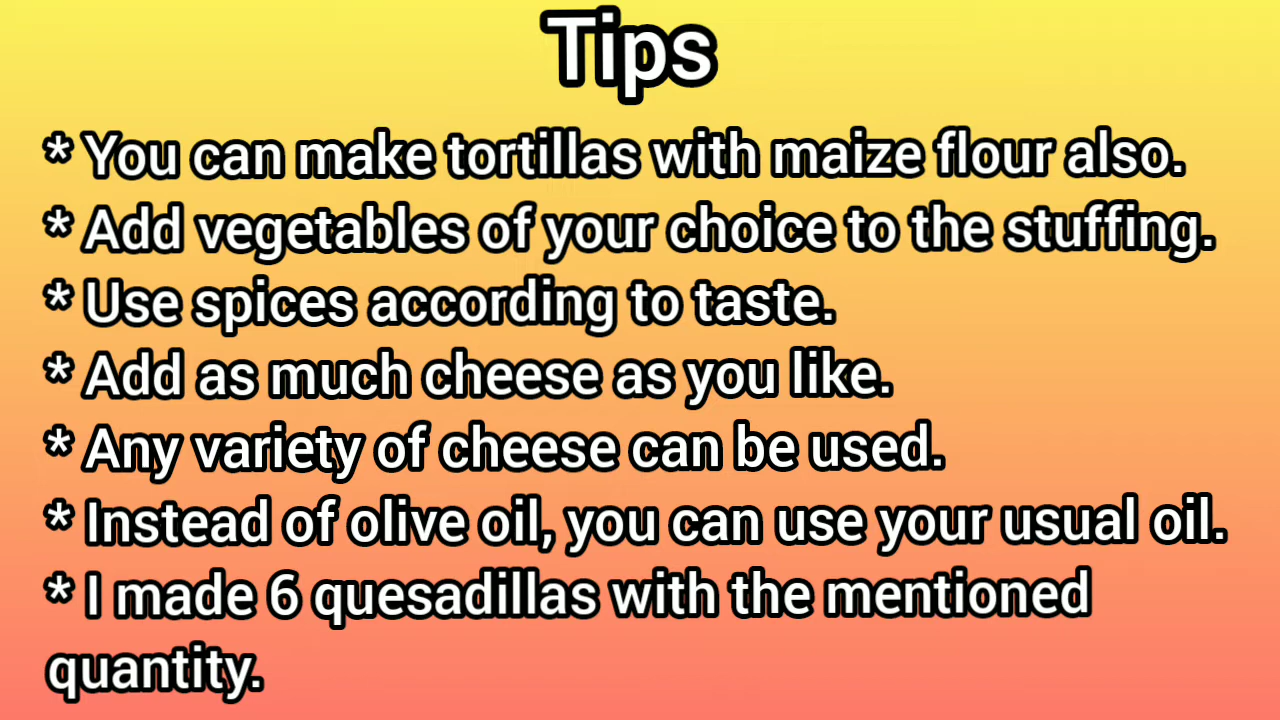 Tips
* You can make tortillas with maize flour also.
* Add vegetables of your choice to the stuffing.
* Use spices according to taste.
* Add as much cheese as you like.
* Any variety of cheese can be used.
* Instead of olive oil, you can use your usual oil.
* I made 6 quesadillas with the mentioned
quantity.